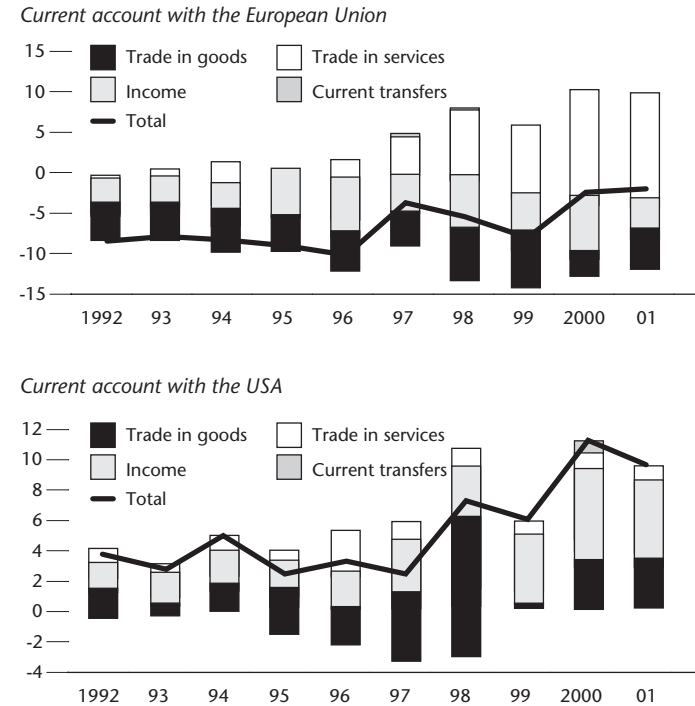 Current account with the European Union
15
Trade in goods Trade in services
10
Income Current transfers
5
Total
0
-5
-10
-15
1992 93 94 95 96 97 98 99 2000 01
Current account with the USA
12
Trade in goods Trade in services
10
Income Current transfers
8
Total
6
4
2
0
-2
-4
1992 93 94 95 96 97 98 99 2000 01